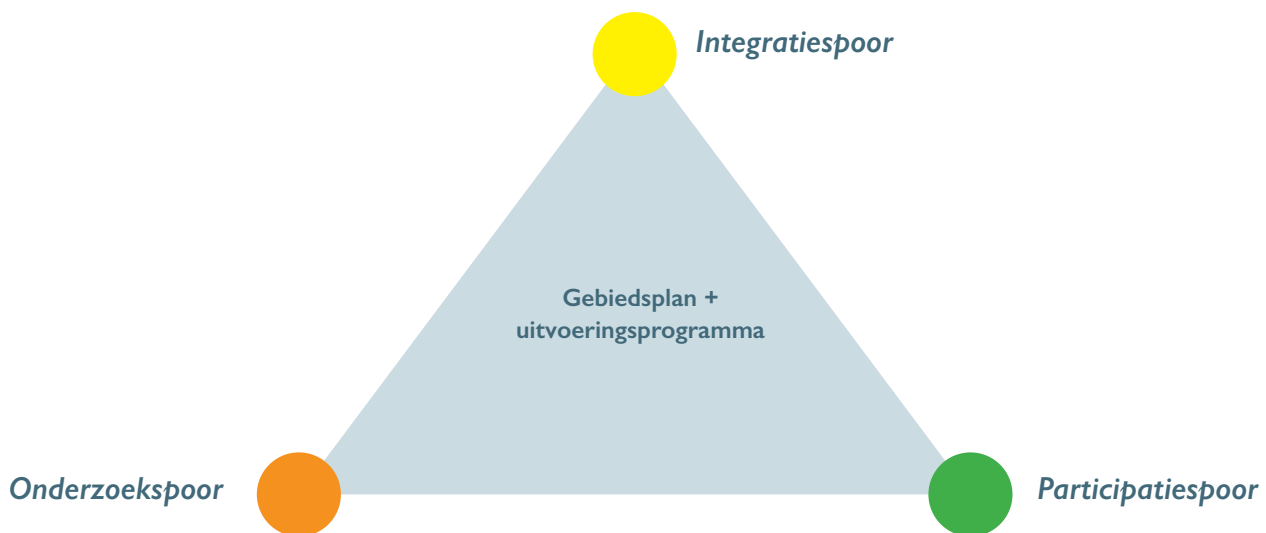 Integratiespoor
Gebiedsplan +
uitvoeringsprogramma
Onderzoekspoor
Participatiespoor